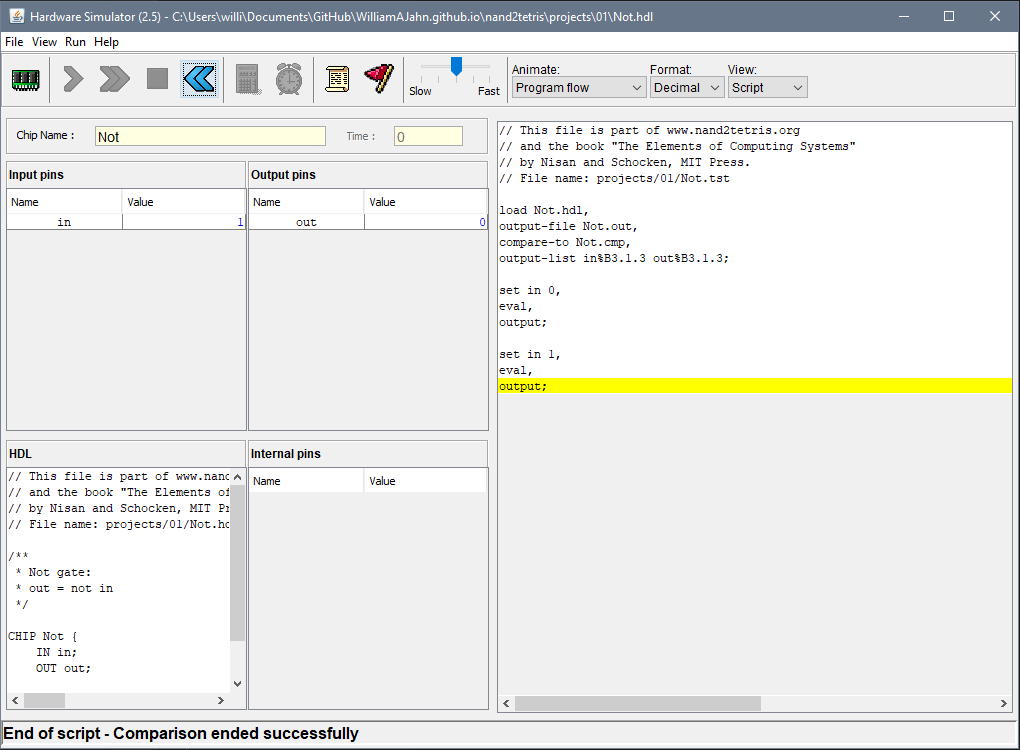 Hardware Simulator (2.5) - C:\Users\willi\Documents\GitHub\WilliamAJahn.github.io\nand2tetris\projects\01\Not.hdl
File View Run Help
Slow Fast
Animate: Format: View:
Program flow Decimal Script
Chip Name : Not Time : 0
Input pins
Name Value
in 1
Output pins
Name Value
out 0
HDL
// This file is part of www.nand
// and the book "The Elements of
// by Nisan and Schocken, MIT Pr
// File name: projects/01/Not.hd
/**
* Not gate:
* out = not in
*/
CHIP Not {
IN in;
OUT out;
Internal pins
Name Value
// This file is part of www.nand2tetris.org
// and the book "The Elements of Computing Systems"
// by Nisan and Schocken, MIT Press.
// File name: projects/01/Not.tst
load Not.hdl,
output-file Not.out,
compare-to Not.cmp,
output-list in%B3.1.3 out%B3.1.3;
set in 0,
eval,
output;
set in 1,
eval,
output;
End of script - Comparison ended successfully